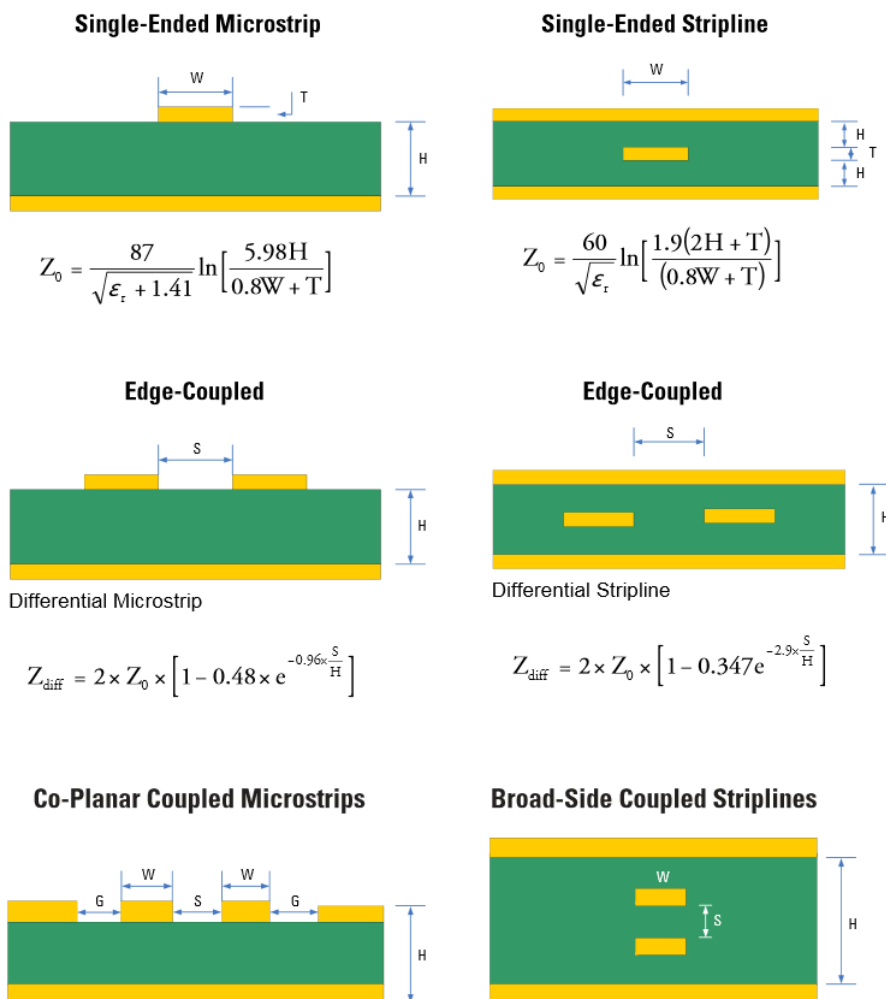 Single-Ended Microstrip
W
T
H
Z₀ = 87 / √(εᵣ + 1.41) ln[5.98H / 0.8W + T]
Single-Ended Stripline
W
H
T
H
Z₀ = 60 / √εᵣ ln[1.9(2H + T) / (0.8W + T)]
Edge-Coupled
S
H
Differential Microstrip
Z_diff = 2 × Z₀ × [1 − 0.48 × e^(−0.96× S/H)]
Edge-Coupled
S
H
Differential Stripline
Z_diff = 2 × Z₀ × [1 − 0.347e^(−2.9× S/H)]
Co-Planar Coupled Microstrips
W
W
G
S
G
H
Broad-Side Coupled Striplines
W
S
H